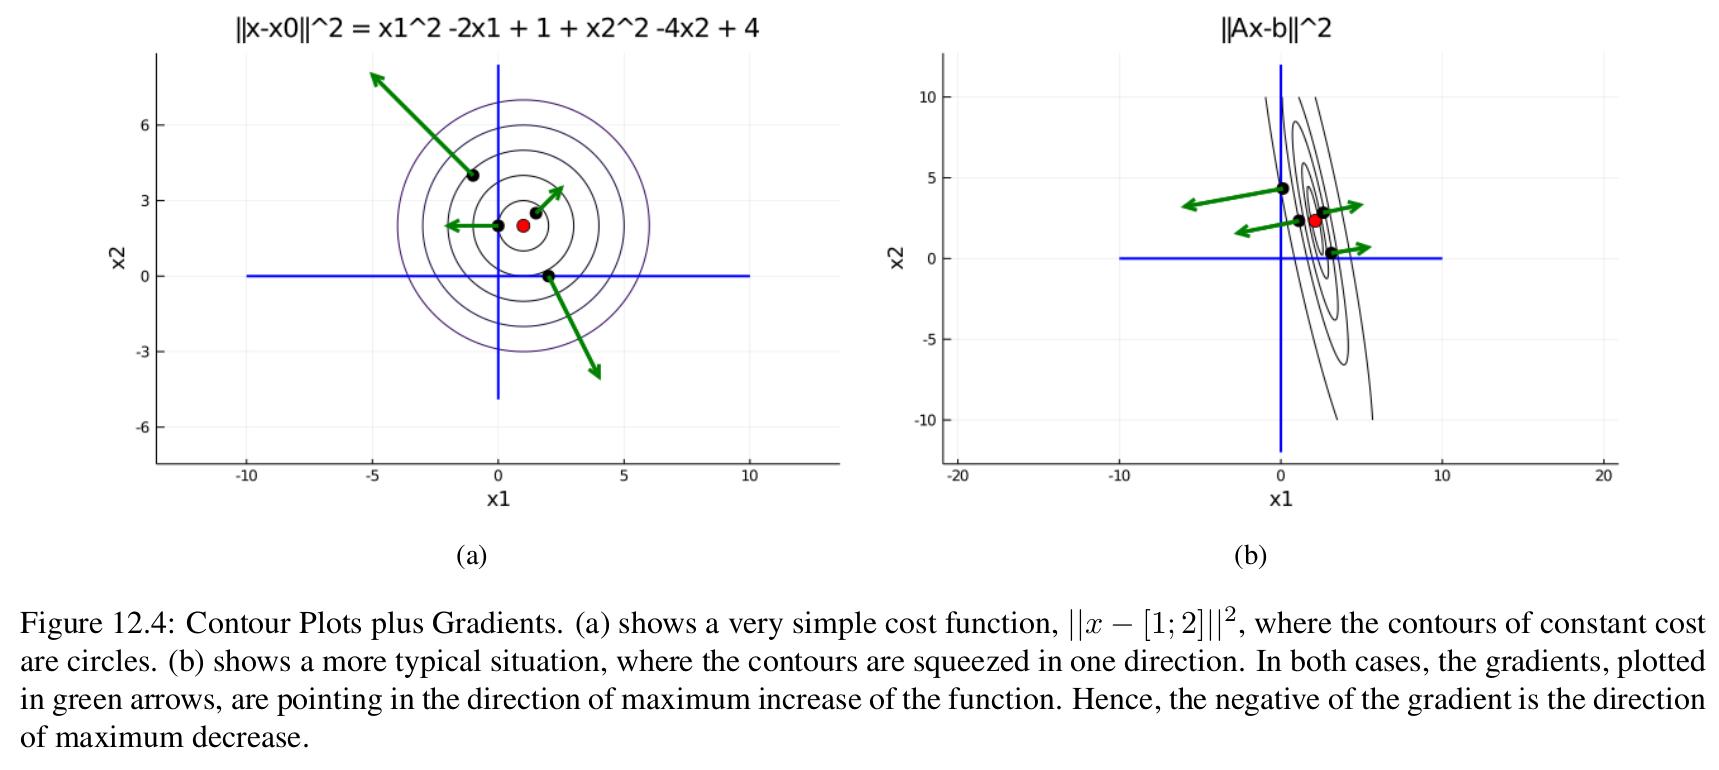 ||x-x0||^2 = x1^2 -2x1 + 1 + x2^2 -4x2 + 4
6
3
0
-3
-6
x2
-10
-5
0
5
10
x1
(a)
||Ax-b||^2
10
5
0
-5
-10
x2
-20
-10
0
10
20
x1
(b)
Figure 12.4: Contour Plots plus Gradients. (a) shows a very simple cost function, ||x − [1; 2]||², where the contours of constant cost
are circles. (b) shows a more typical situation, where the contours are squeezed in one direction. In both cases, the gradients, plotted
in green arrows, are pointing in the direction of maximum increase of the function. Hence, the negative of the gradient is the direction
of maximum decrease.